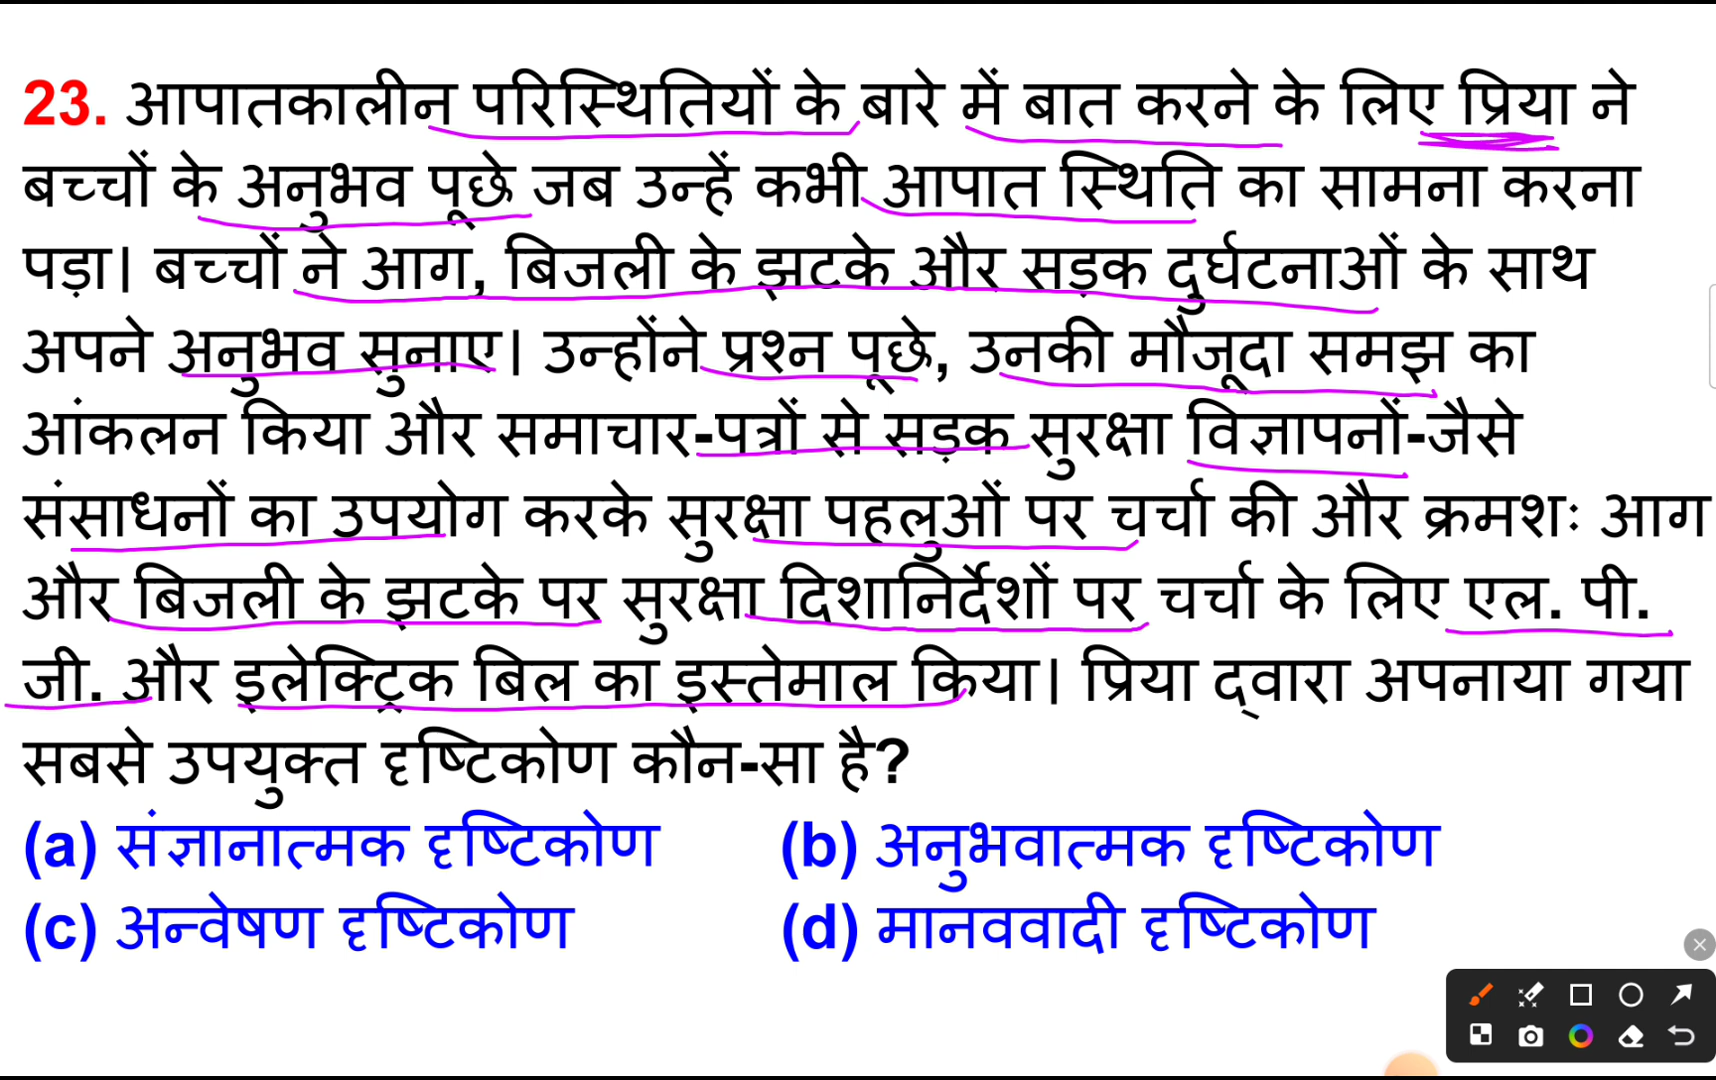 23. आपातकालीन परिस्थितियों के बारे में बात करने के लिए प्रिया ने
बच्चों के अनुभव पूछे जब उन्हें कभी आपात स्थिति का सामना करना
पड़ा। बच्चों ने आग, बिजली के झटके और सड़क दुर्घटनाओं के साथ
अपने अनुभव सुनाए। उन्होंने प्रश्न पूछे, उनकी मौजूदा समझ का
आंकलन किया और समाचार-पत्रों से सड़क सुरक्षा विज्ञापनों-जैसे
संसाधनों का उपयोग करके सुरक्षा पहलुओं पर चर्चा की और क्रमशः आग
और बिजली के झटके पर सुरक्षा दिशानिर्देशों पर चर्चा के लिए एल. पी.
जी. और इलेक्ट्रिक बिल का इस्तेमाल किया। प्रिया द्वारा अपनाया गया
सबसे उपयुक्त दृष्टिकोण कौन-सा है?
(a) संज्ञानात्मक दृष्टिकोण (b) अनुभवात्मक दृष्टिकोण
(c) अन्वेषण दृष्टिकोण (d) मानववादी दृष्टिकोण